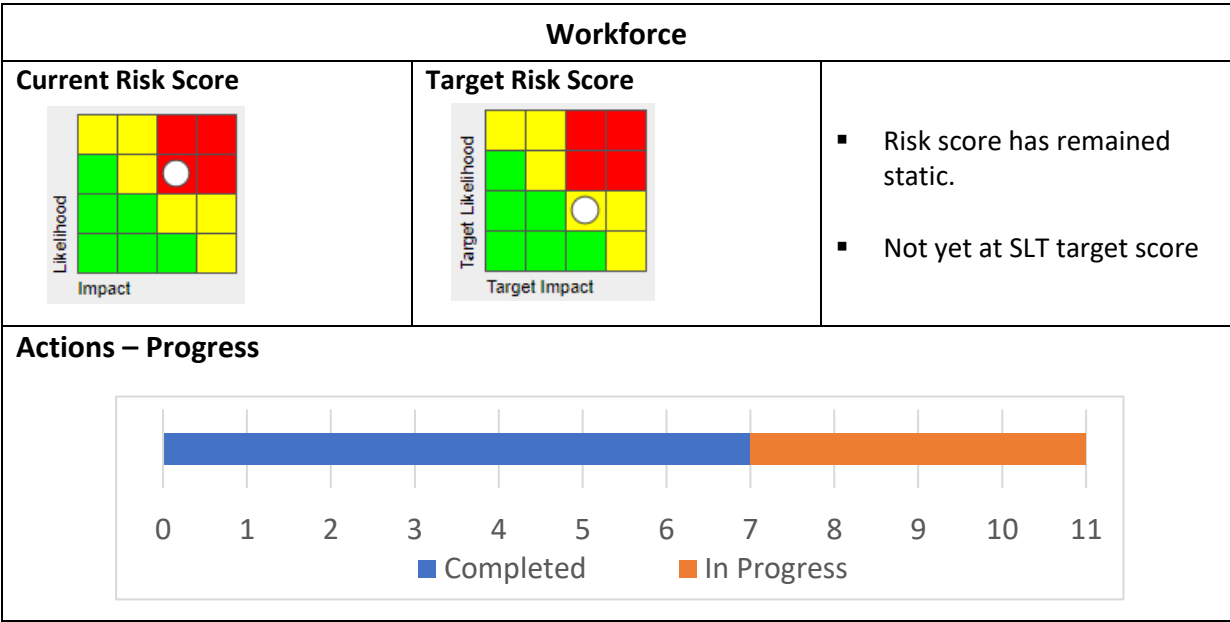 Workforce
Current Risk Score
Likelihood
Impact
Target Risk Score
Target Likelihood
Target Impact
▪ Risk score has remained
static.
▪ Not yet at SLT target score
Actions – Progress
0 1 2 3 4 5 6 7 8 9 10 11
Completed In Progress